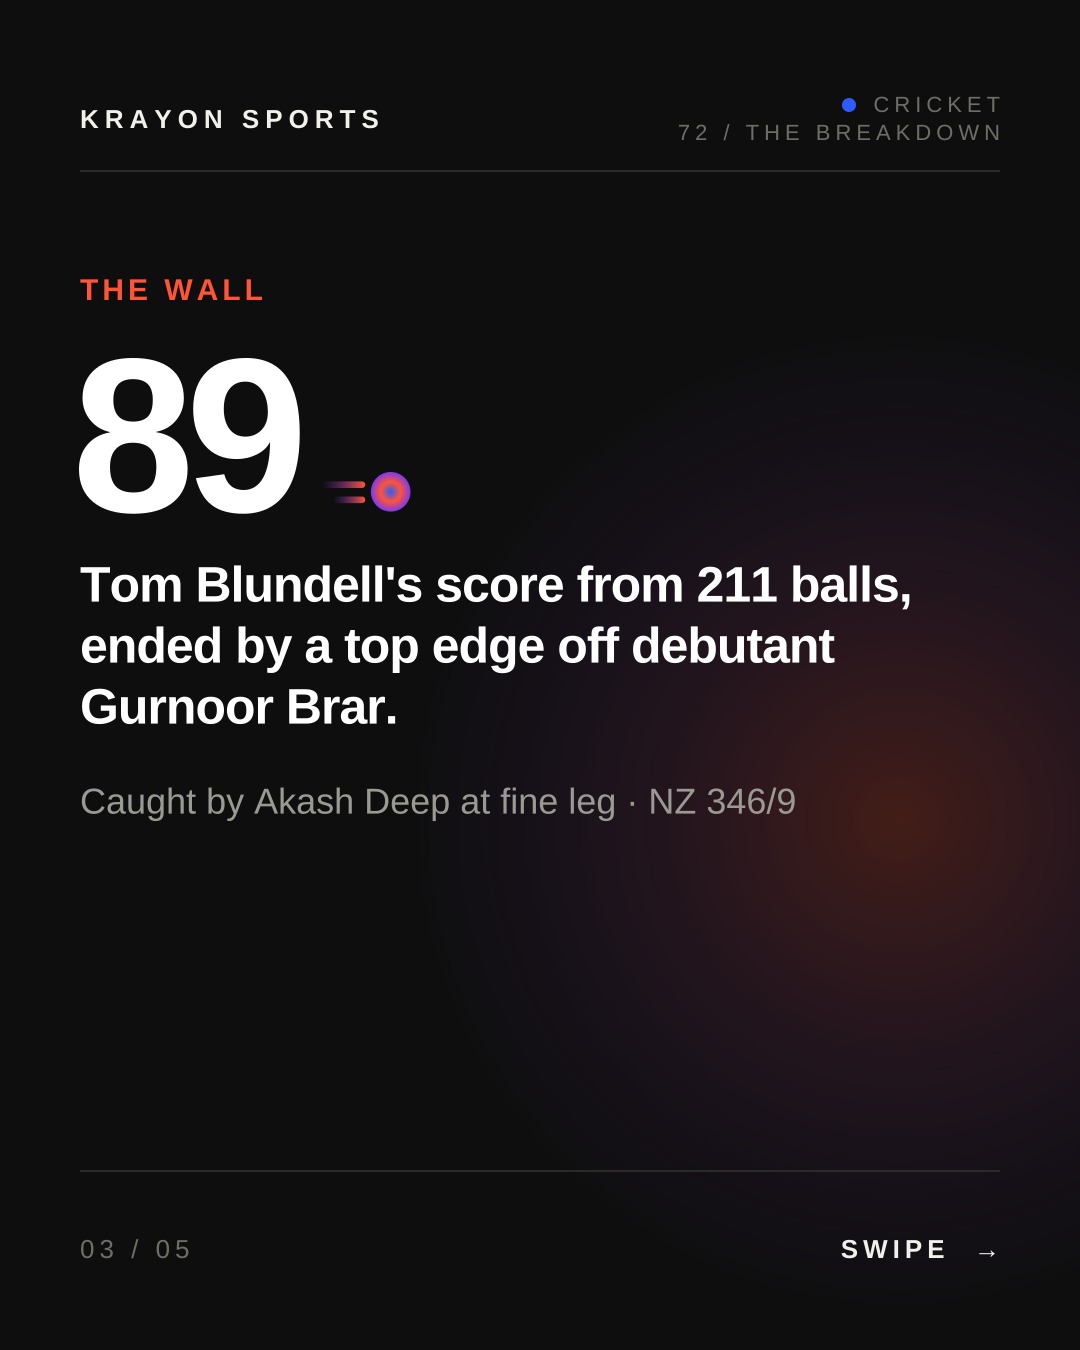 KRAYON SPORTS
CRICKET
72 / THE BREAKDOWN
THE WALL
89
Tom Blundell's score from 211 balls,
ended by a top edge off debutant
Gurnoor Brar.
Caught by Akash Deep at fine leg · NZ 346/9
03 / 05
SWIPE →